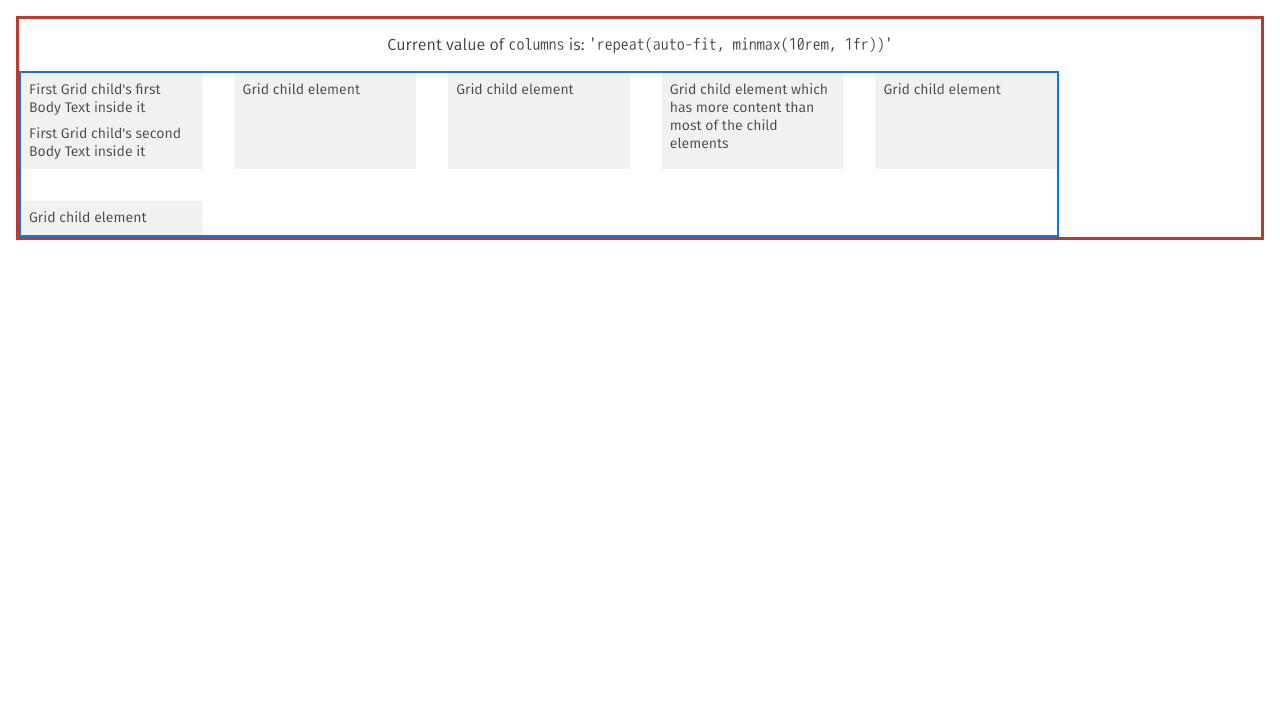 Current value of columns is: 'repeat(auto-fit, minmax(10rem, 1fr))'
First Grid child's first
Body Text inside it
First Grid child's second
Body Text inside it
Grid child element
Grid child element
Grid child element which
has more content than
most of the child
elements
Grid child element
Grid child element